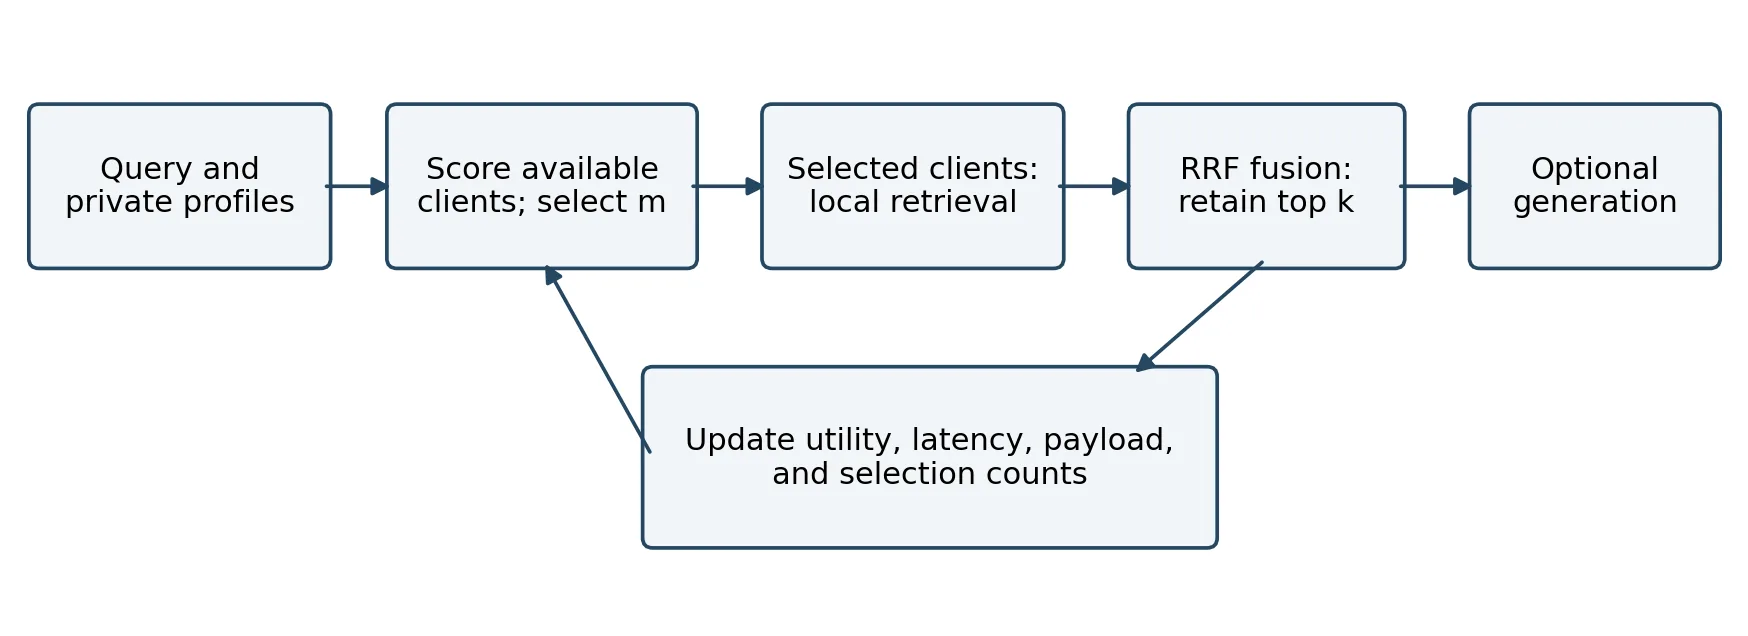 Query and
private profiles
Score available
clients; select m
Selected clients:
local retrieval
RRF fusion:
retain top k
Optional
generation
Update utility, latency, payload,
and selection counts